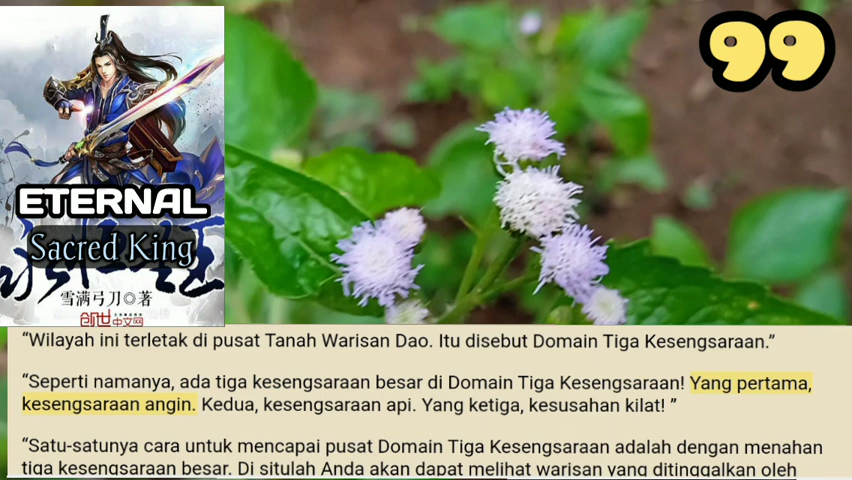 99
ETERNAL
Sacred King
雪满弓刀◎著
创世中文网
“Wilayah ini terletak di pusat Tanah Warisan Dao. Itu disebut Domain Tiga Kesengsaraan.”
“Seperti namanya, ada tiga kesengsaraan besar di Domain Tiga Kesengsaraan! Yang pertama,
kesengsaraan angin. Kedua, kesengsaraan api. Yang ketiga, kesusahan kilat! ”
“Satu-satunya cara untuk mencapai pusat Domain Tiga Kesengsaraan adalah dengan menahan
tiga kesengsaraan besar. Di situlah Anda akan dapat melihat warisan yang ditinggalkan oleh